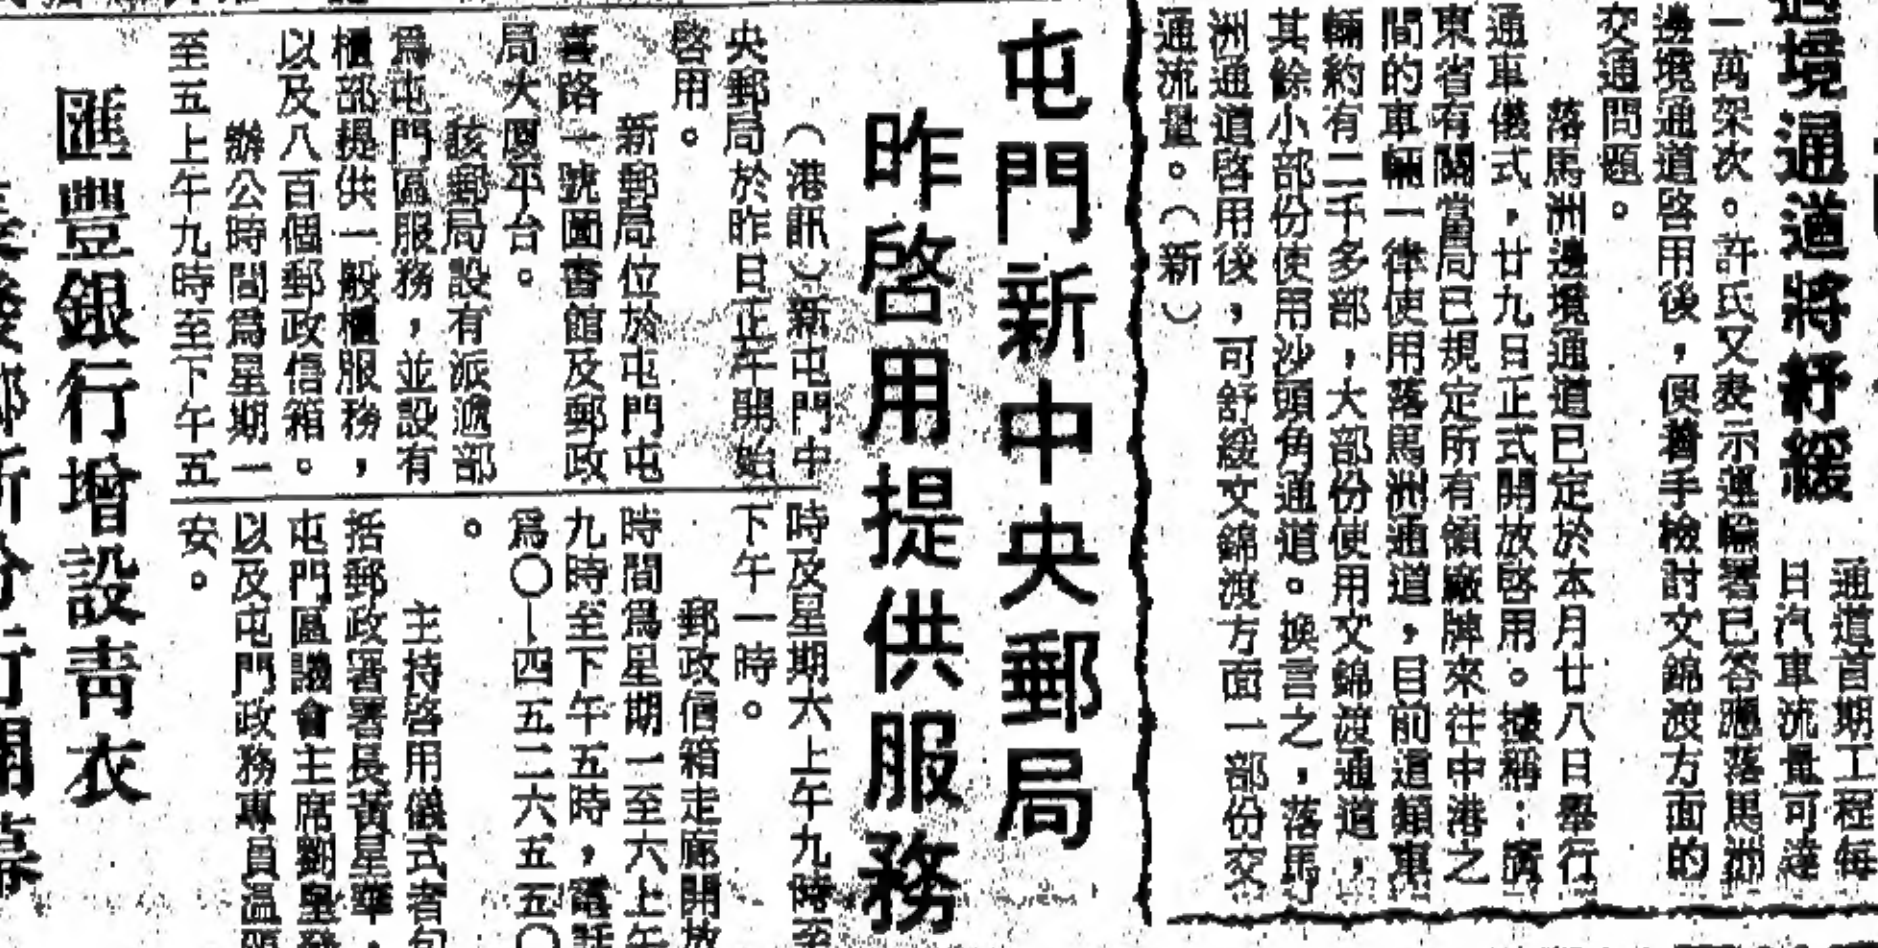 過境通道將紓緩
通道首期工程每
日汽車流量可達
一萬架次。許氏又表示運輸署已答應落馬洲
邊境通道啓用後，便着手檢討文錦渡方面的
交通問題。
落馬洲邊境通道已定於本月廿八日舉行
通車儀式，廿九日正式開放啓用。據稱：廣
東省有關當局已規定所有領廠牌來往中港之
間的車輛一律使用落馬洲通道，目前這類車
輛約有二千多部，大部份使用文錦渡通道，
其餘小部份使用沙頭角通道。換言之，落馬
洲通道啓用後，可舒緩文錦渡方面一部份交
通流量。（新）
屯門新中央郵局
昨啓用提供服務
（港訊）新屯門中
央郵局於昨日正午開始
啓用。
新郵局位於屯門屯
喜路一號圖書館及郵政
局大廈平台。
該郵局設有派遞部
爲屯門區服務，並設有
櫃部提供一般櫃服務，
以及八百個郵政信箱。
辦公時間爲星期一
至五上午九時至下午五
時及星期六上午九時至
下午一時。
郵政信箱走廊開放
時間爲星期一至六上午
九時至下午五時，電話
爲〇—四五二六五五〇
。
主持啓用儀式者包
括郵政署署長黃星華，
屯門區議會主席劉皇發
以及屯門政務專員溫
安。
匯豐銀行增設青衣
新分行開幕